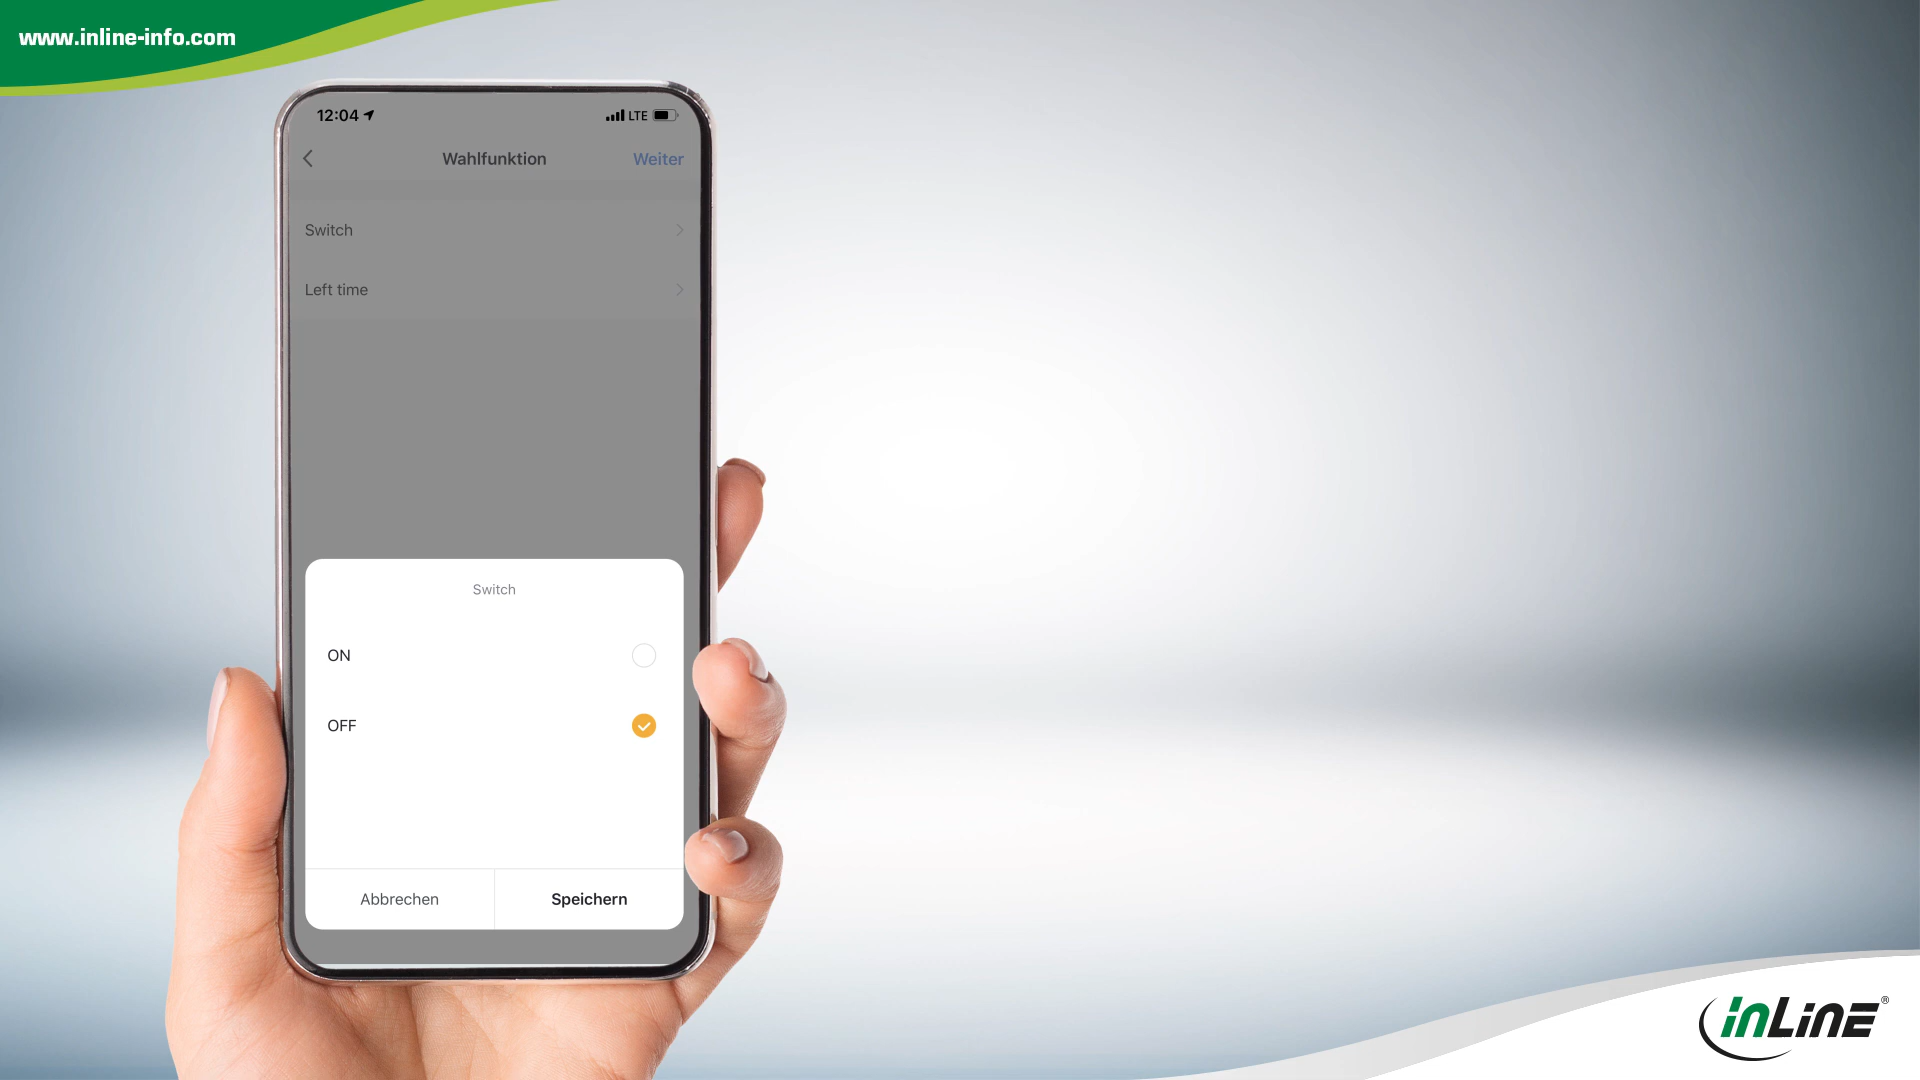 www.inline-info.com
12:04
LTE
Wahlfunktion
Weiter
Switch
Left time
Switch
ON
OFF
Abbrechen
Speichern
inLine®